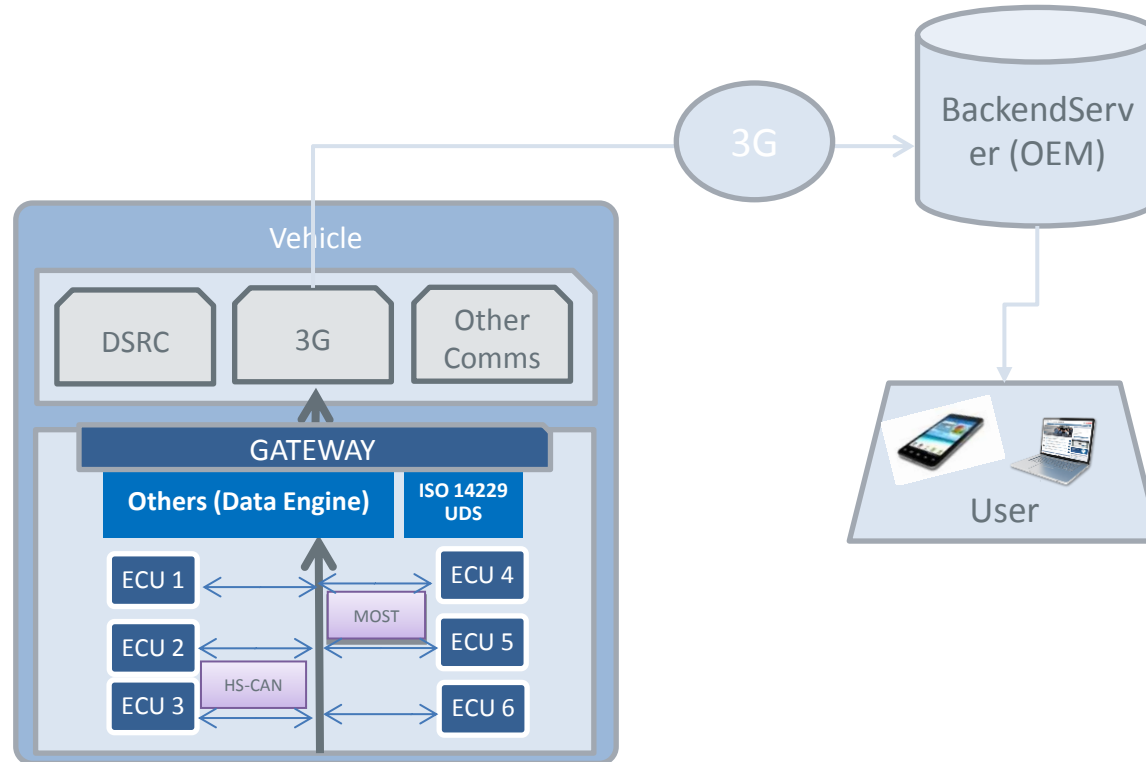 3G
BackendServ
er (OEM)
Vehicle
DSRC
3G
Other
Comms
GATEWAY
Others (Data Engine)
ISO 14229
UDS
ECU 1
ECU 4
MOST
ECU 2
ECU 5
HS-CAN
ECU 3
ECU 6
User